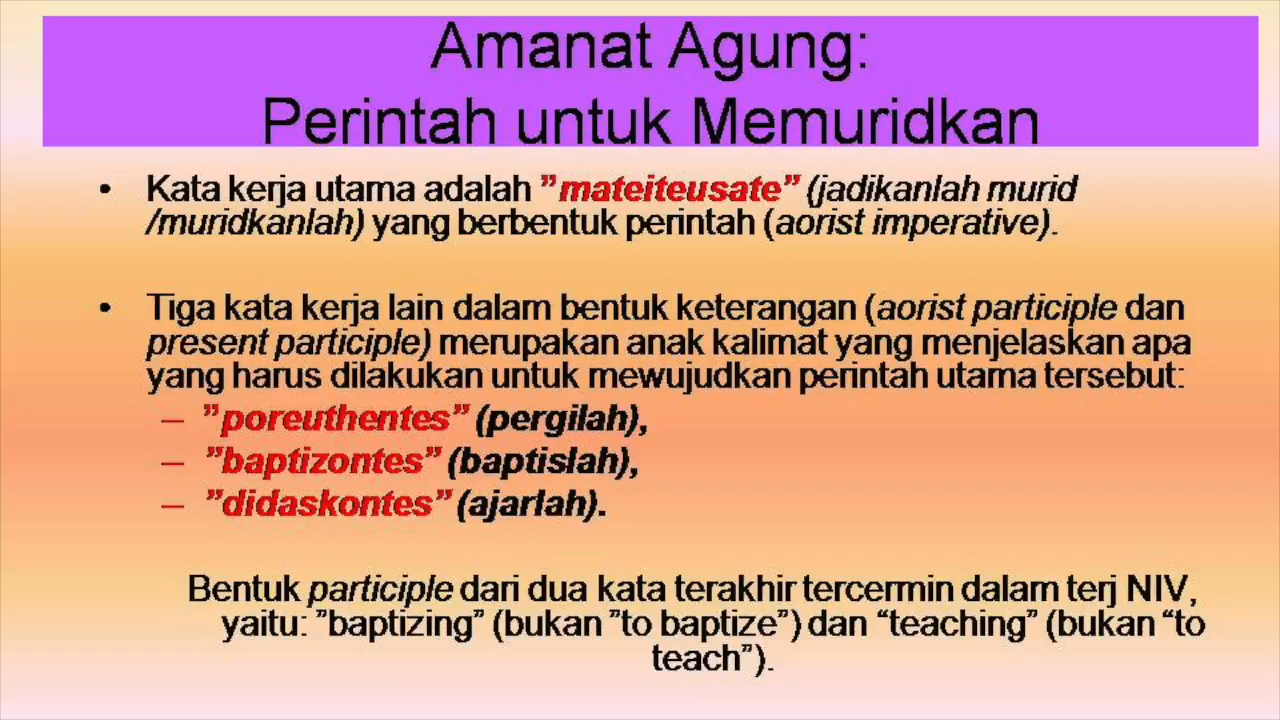 Amanat Agung:
Perintah untuk Memuridkan
• Kata kerja utama adalah ”mateiteusate” (jadikanlah murid
/muridkanlah) yang berbentuk perintah (aorist imperative).
• Tiga kata kerja lain dalam bentuk keterangan (aorist participle dan
present participle) merupakan anak kalimat yang menjelaskan apa
yang harus dilakukan untuk mewujudkan perintah utama tersebut:
– ”poreuthentes” (pergilah),
– ”baptizontes” (baptislah),
– ”didaskontes” (ajarlah).
Bentuk participle dari dua kata terakhir tercermin dalam terj NIV,
yaitu: ”baptizing” (bukan ”to baptize”) dan “teaching” (bukan “to
teach”).